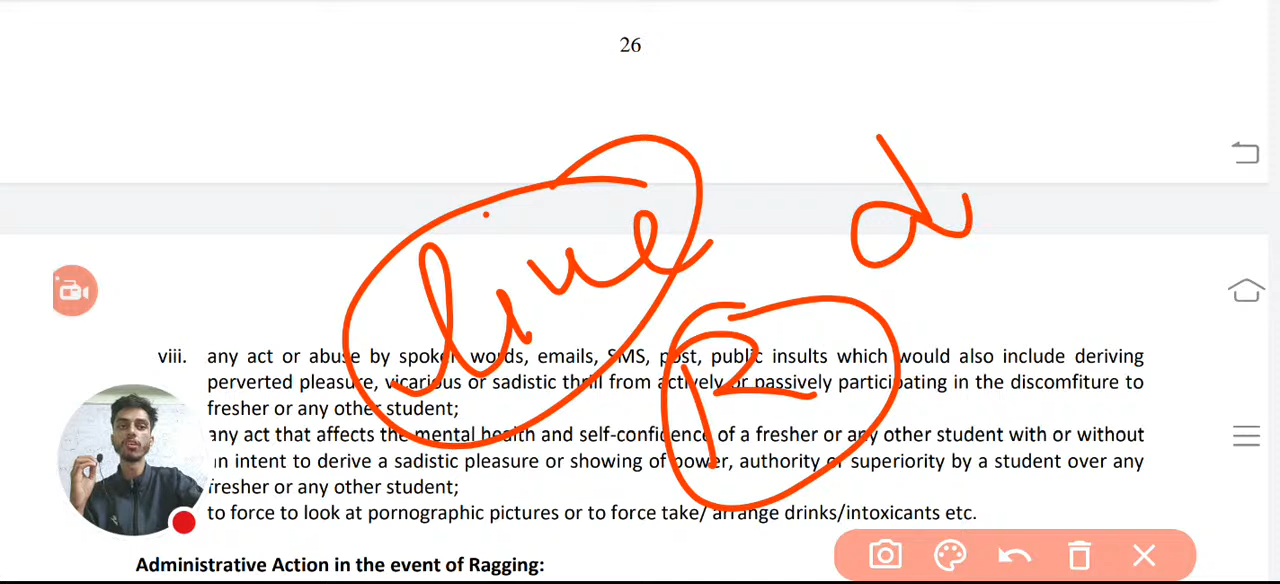 26
live
d
R
viii. any act or abuse by spoken words, emails, SMS, post, public insults which would also include deriving
perverted pleasure, vicarious or sadistic thrill from actively or passively participating in the discomfiture to
fresher or any other student;
any act that affects the mental health and self-confidence of a fresher or any other student with or without
an intent to derive a sadistic pleasure or showing of power, authority or superiority by a student over any
fresher or any other student;
to force to look at pornographic pictures or to force take/ arrange drinks/intoxicants etc.
Administrative Action in the event of Ragging: